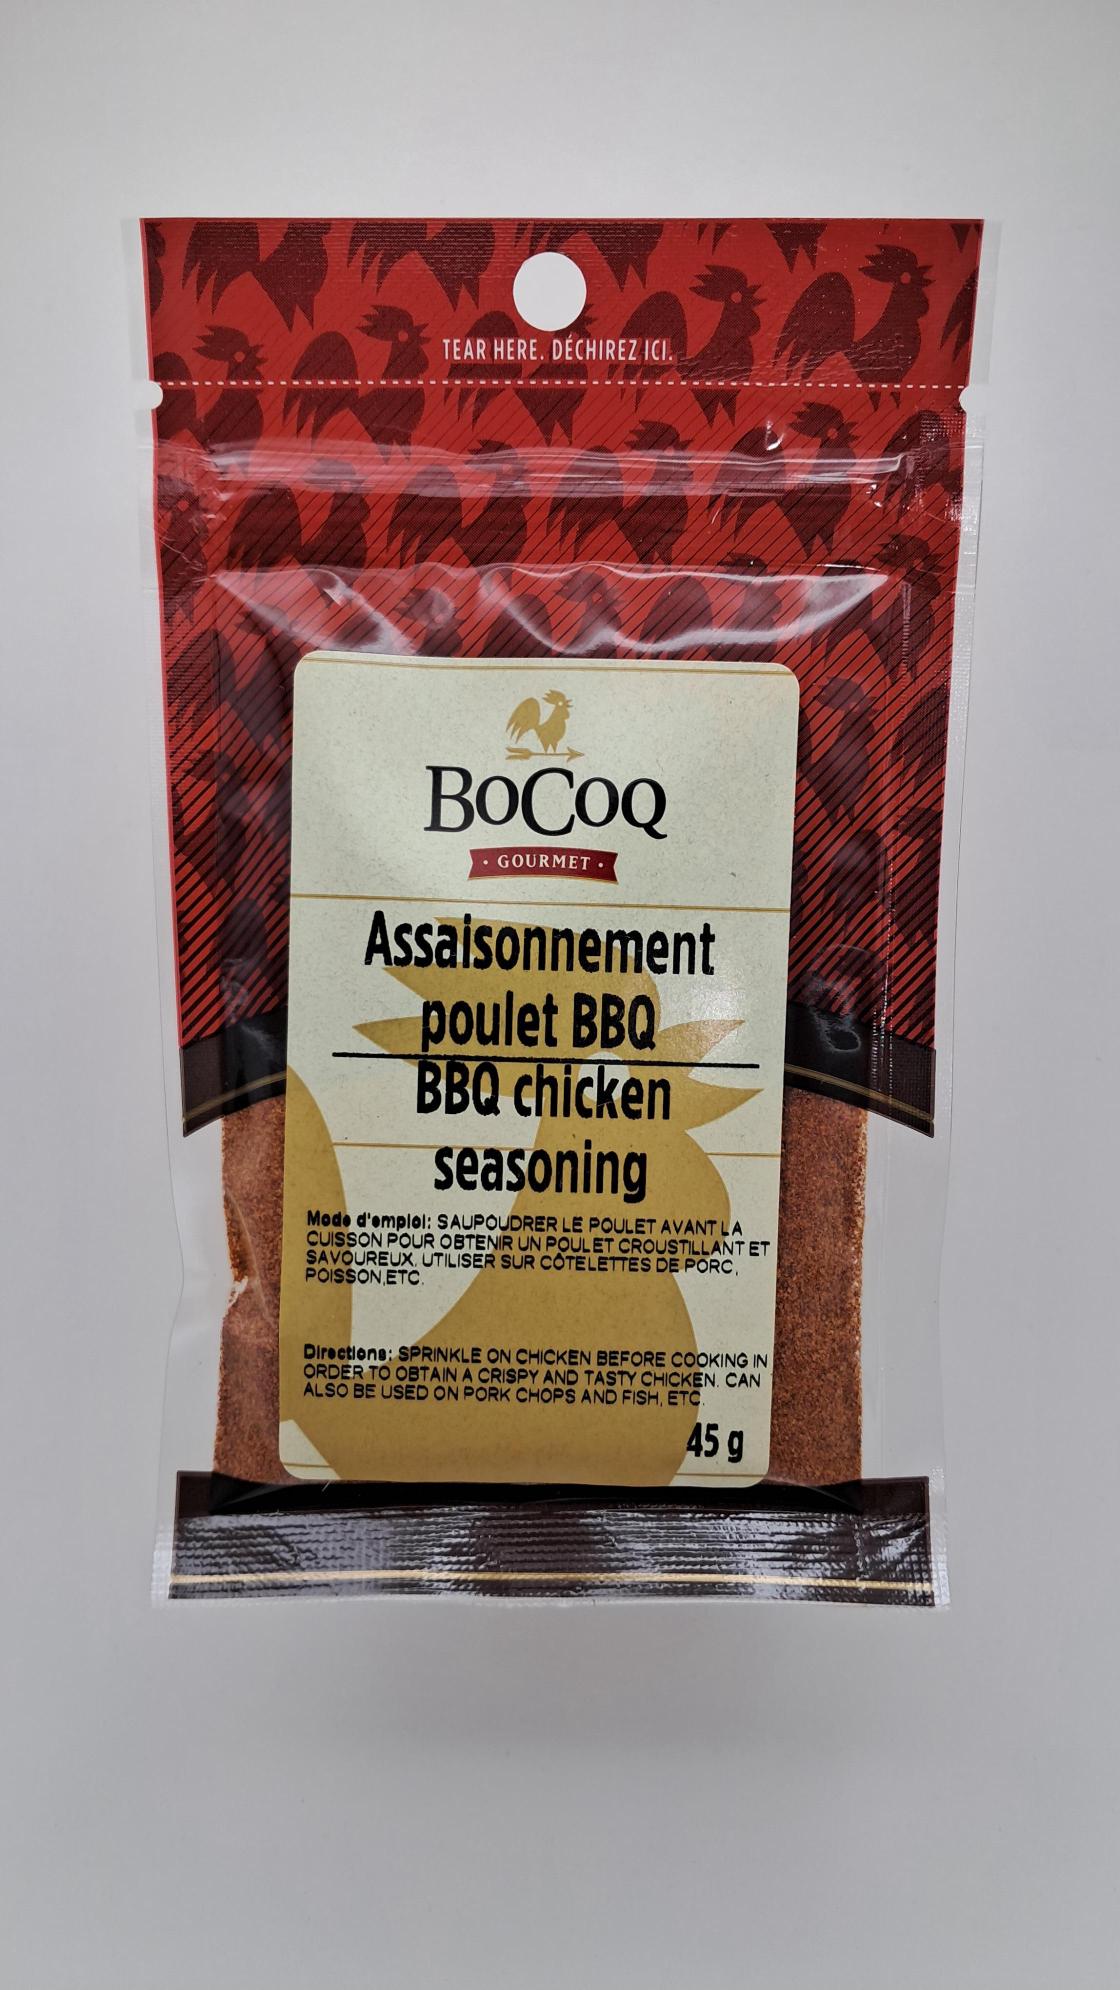 TEAR HERE. DÉCHIREZ ICI.
BOCOQ
• GOURMET •
Assaisonnement
poulet BBQ
BBQ chicken
seasoning
Mode d'emploi: SAUPOUDRER LE POULET AVANT LA
CUISSON POUR OBTENIR UN POULET CROUSTILLANT ET
SAVOUREUX. UTILISER SUR CÔTELETTES DE PORC,
POISSON,ETC.
Directions: SPRINKLE ON CHICKEN BEFORE COOKING IN
ORDER TO OBTAIN A CRISPY AND TASTY CHICKEN. CAN
ALSO BE USED ON PORK CHOPS AND FISH, ETC.
45 g